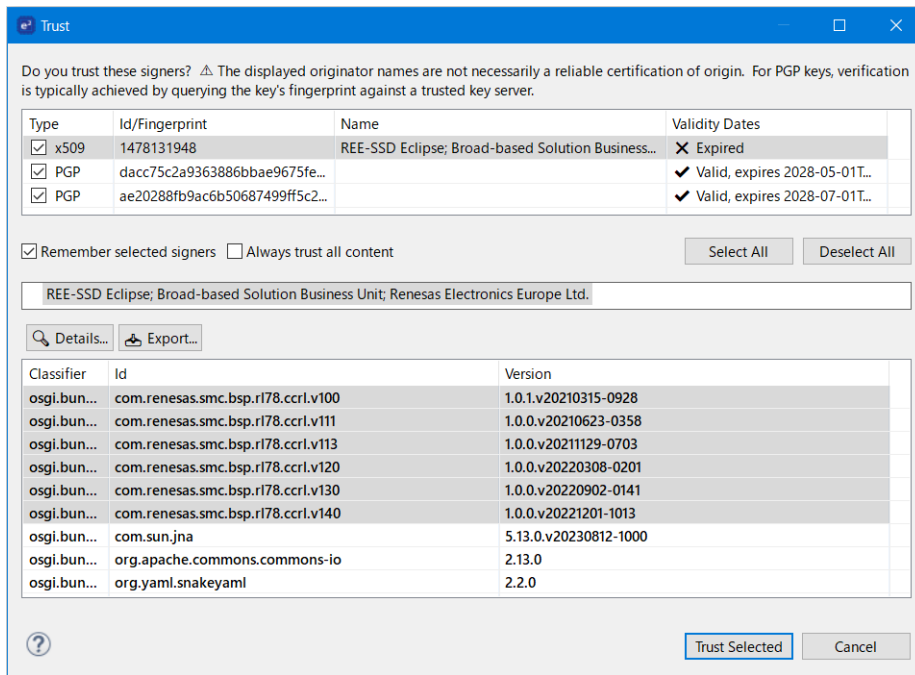 e² Trust
Do you trust these signers? ⚠ The displayed originator names are not necessarily a reliable certification of origin. For PGP keys, verification
is typically achieved by querying the key's fingerprint against a trusted key server.
Type Id/Fingerprint Name Validity Dates
x509 1478131948 REE-SSD Eclipse; Broad-based Solution Business... Expired
PGP dacc75c2a9363886bbae9675fe... Valid, expires 2028-05-01T...
PGP ae20288fb9ac6b50687499ff5c2... Valid, expires 2028-07-01T...
Remember selected signers Always trust all content Select All Deselect All
REE-SSD Eclipse; Broad-based Solution Business Unit; Renesas Electronics Europe Ltd.
Details... Export...
Classifier Id Version
osgi.bun... com.renesas.smc.bsp.rl78.ccrl.v100 1.0.1.v20210315-0928
osgi.bun... com.renesas.smc.bsp.rl78.ccrl.v111 1.0.0.v20210623-0358
osgi.bun... com.renesas.smc.bsp.rl78.ccrl.v113 1.0.0.v20211129-0703
osgi.bun... com.renesas.smc.bsp.rl78.ccrl.v120 1.0.0.v20220308-0201
osgi.bun... com.renesas.smc.bsp.rl78.ccrl.v130 1.0.0.v20220902-0141
osgi.bun... com.renesas.smc.bsp.rl78.ccrl.v140 1.0.0.v20221201-1013
osgi.bun... com.sun.jna 5.13.0.v20230812-1000
osgi.bun... org.apache.commons.commons-io 2.13.0
osgi.bun... org.yaml.snakeyaml 2.2.0
? Trust Selected Cancel